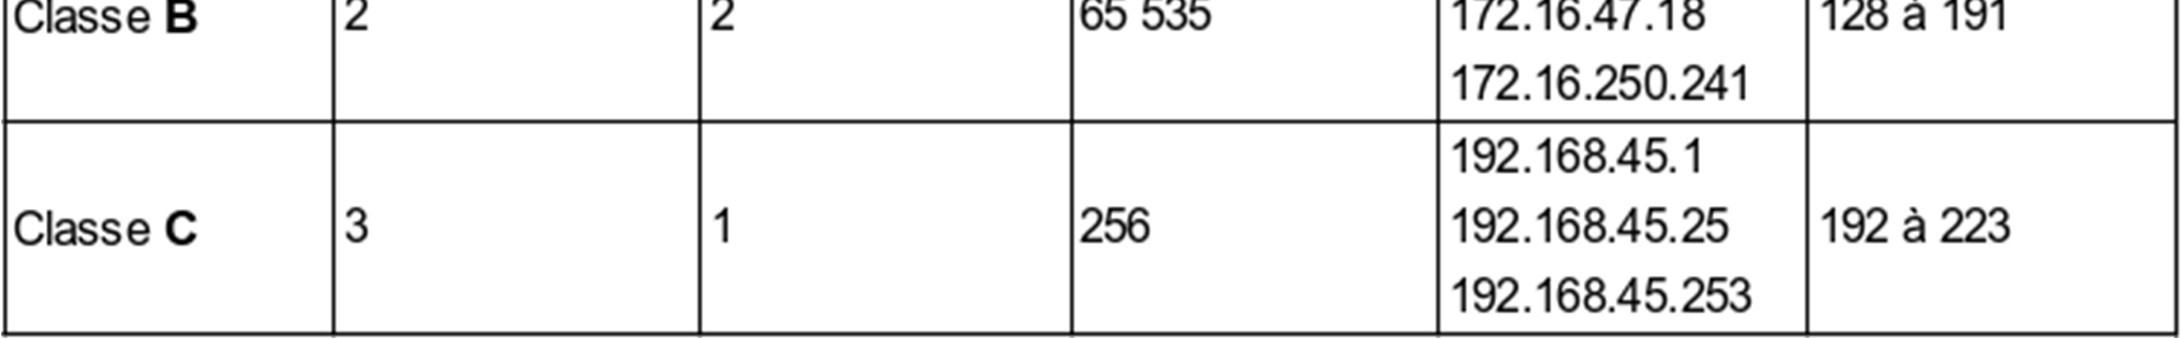 Classe B 2 2 65 535 172.16.47.18 128 à 191
172.16.250.241
192.168.45.1
Classe C 3 1 256 192.168.45.25 192 à 223
192.168.45.253